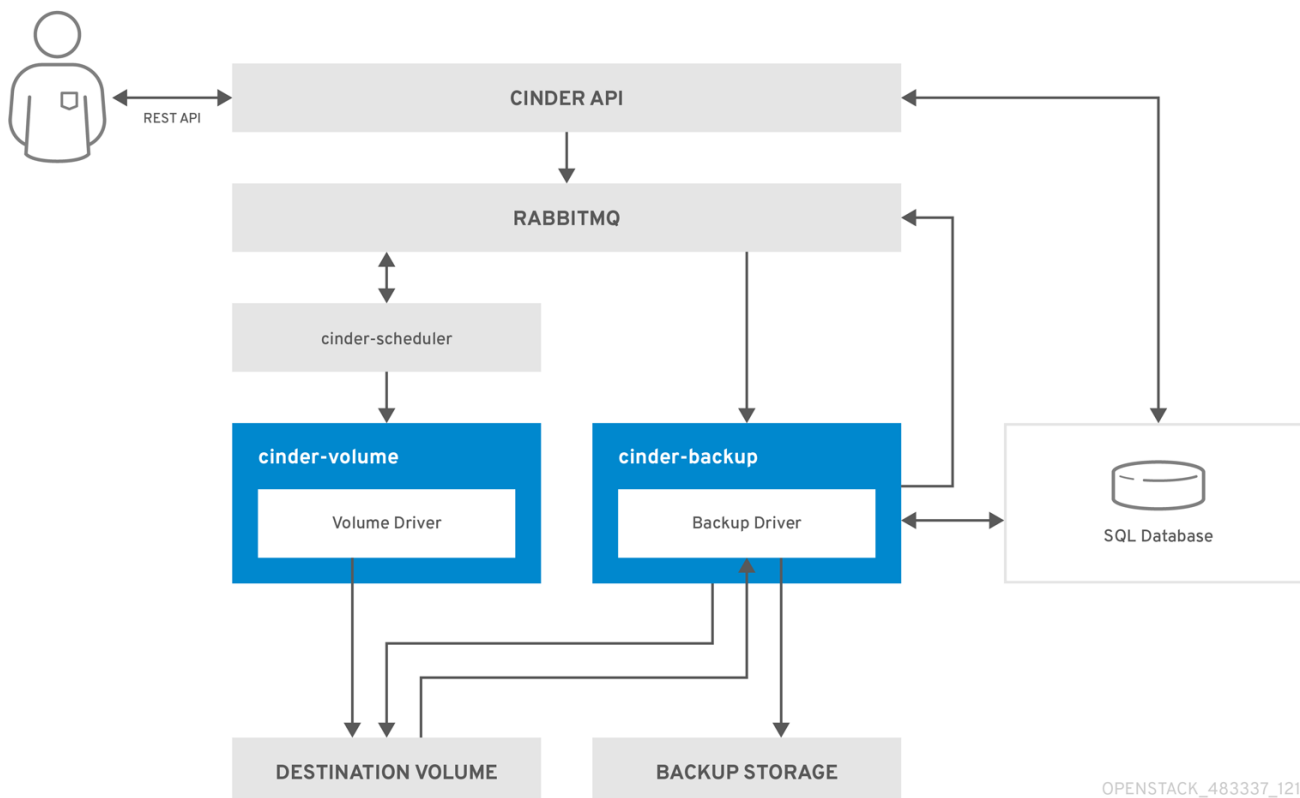 CINDER API
REST API
RABBITMQ
cinder-scheduler
cinder-volume
cinder-backup
Volume Driver
Backup Driver
SQL Database
DESTINATION VOLUME
BACKUP STORAGE
OPENSTACK_483337_121